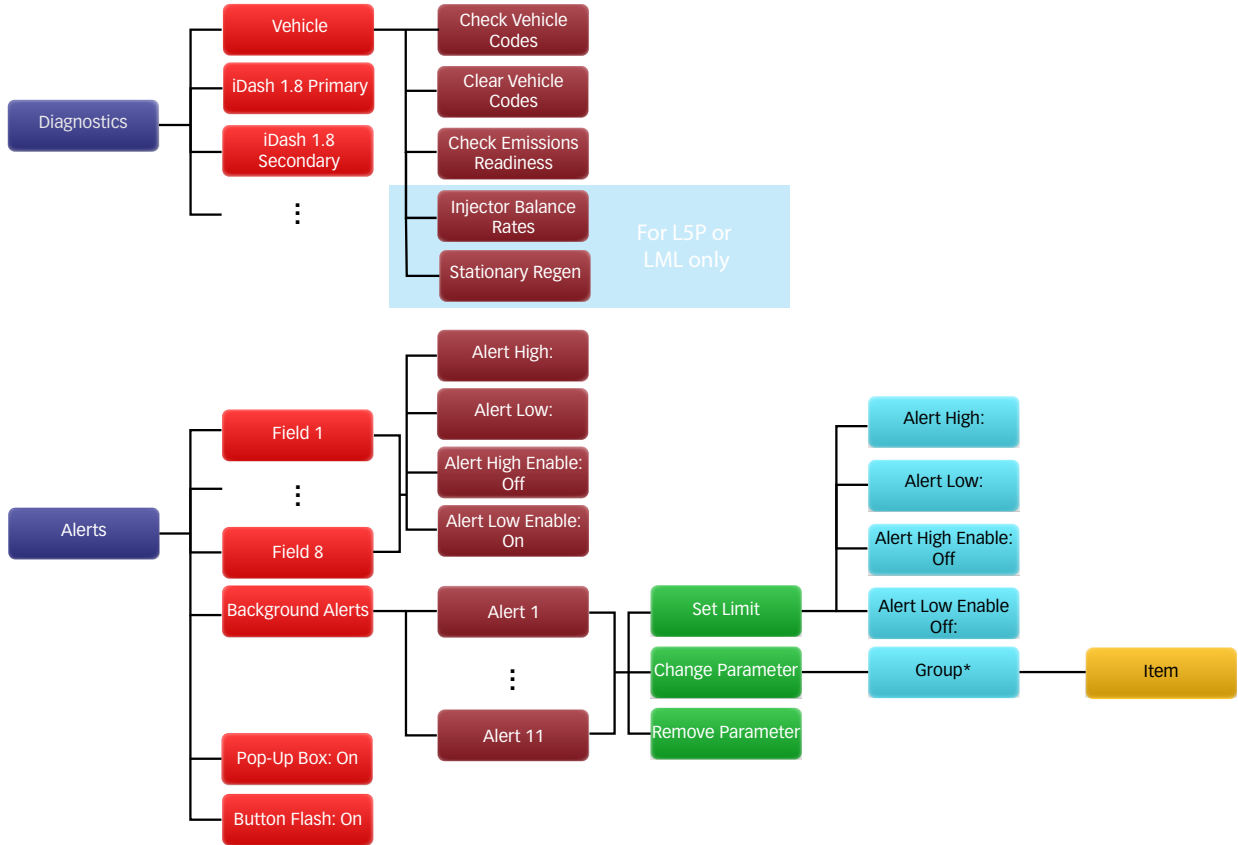 Diagnostics
Vehicle
iDash 1.8 Primary
iDash 1.8
Secondary
⋮
Check Vehicle
Codes
Clear Vehicle
Codes
Check Emissions
Readiness
Injector Balance
Rates
Stationary Regen
For L5P or
LML only
Alerts
Field 1
⋮
Field 8
Alert High:
Alert Low:
Alert High Enable:
Off
Alert Low Enable:
On
Background Alerts
Alert 1
⋮
Alert 11
Set Limit
Alert High:
Alert Low:
Alert High Enable:
Off
Alert Low Enable
Off:
Change Parameter
Group*
Item
Remove Parameter
Pop-Up Box: On
Button Flash: On